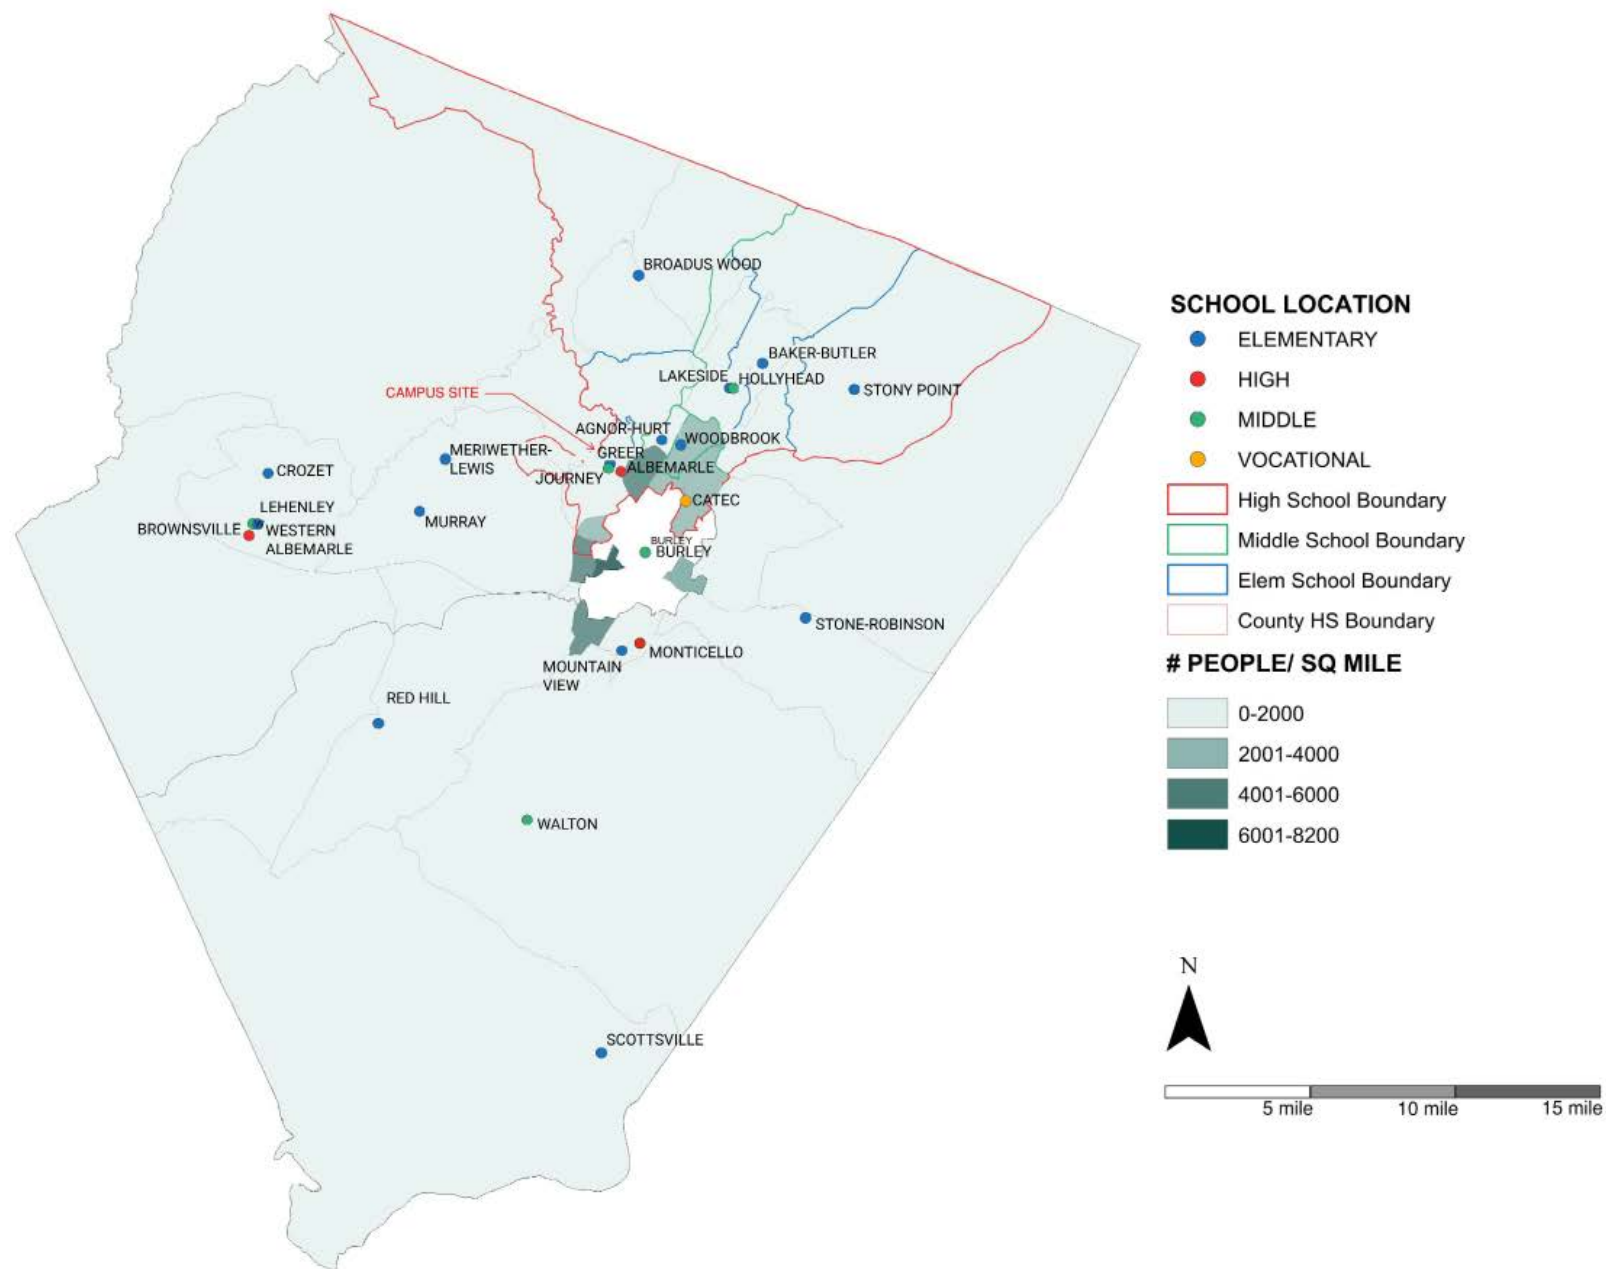 BROADUS WOOD
BAKER-BUTLER
LAKESIDE
HOLLYHEAD
STONY POINT
CAMPUS SITE
AGNOR-HURT
WOODBROOK
MERIWETHER-
LEWIS
GREER
ALBEMARLE
JOURNEY
CROZET
CATEC
LEHENLEY
BROWNSVILLE
WESTERN
ALBEMARLE
MURRAY
BURLEY
BURLEY
STONE-ROBINSON
MONTICELLO
MOUNTAIN
VIEW
RED HILL
WALTON
SCOTTSVILLE
SCHOOL LOCATION
ELEMENTARY
HIGH
MIDDLE
VOCATIONAL
High School Boundary
Middle School Boundary
Elem School Boundary
County HS Boundary
# PEOPLE/ SQ MILE
0-2000
2001-4000
4001-6000
6001-8200
N
5 mile
10 mile
15 mile